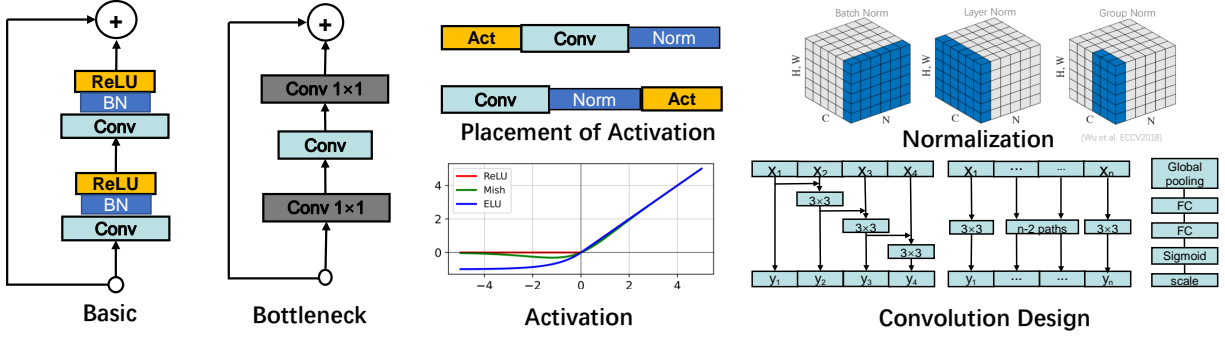 +
ReLU
BN
Conv
ReLU
BN
Conv
Basic
+
Conv 1×1
Conv
Conv 1×1
Bottleneck
Act Conv Norm
Conv Norm Act
Placement of Activation
ReLU
Mish
ELU
4
2
0
−4 −2 0 2 4
Activation
Batch Norm Layer Norm Group Norm
H, W H, W H, W
C N C N
Normalization
(Wu et al. ECCV2018)
x1 x2 x3 x4
3×3
3×3
3×3
y1 y2 y3 y4
x1 ... ... xn
3×3 n-2 paths 3×3
y1 ... ... yn
Global
pooling
FC
FC
Sigmoid
scale
Convolution Design